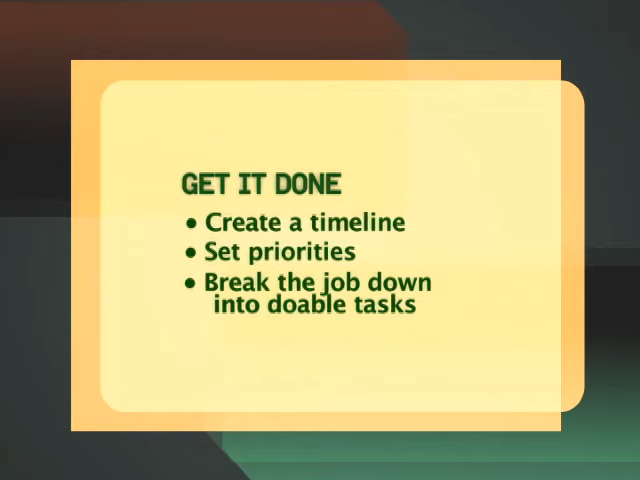 GET IT DONE
• Create a timeline
• Set priorities
• Break the job down
into doable tasks